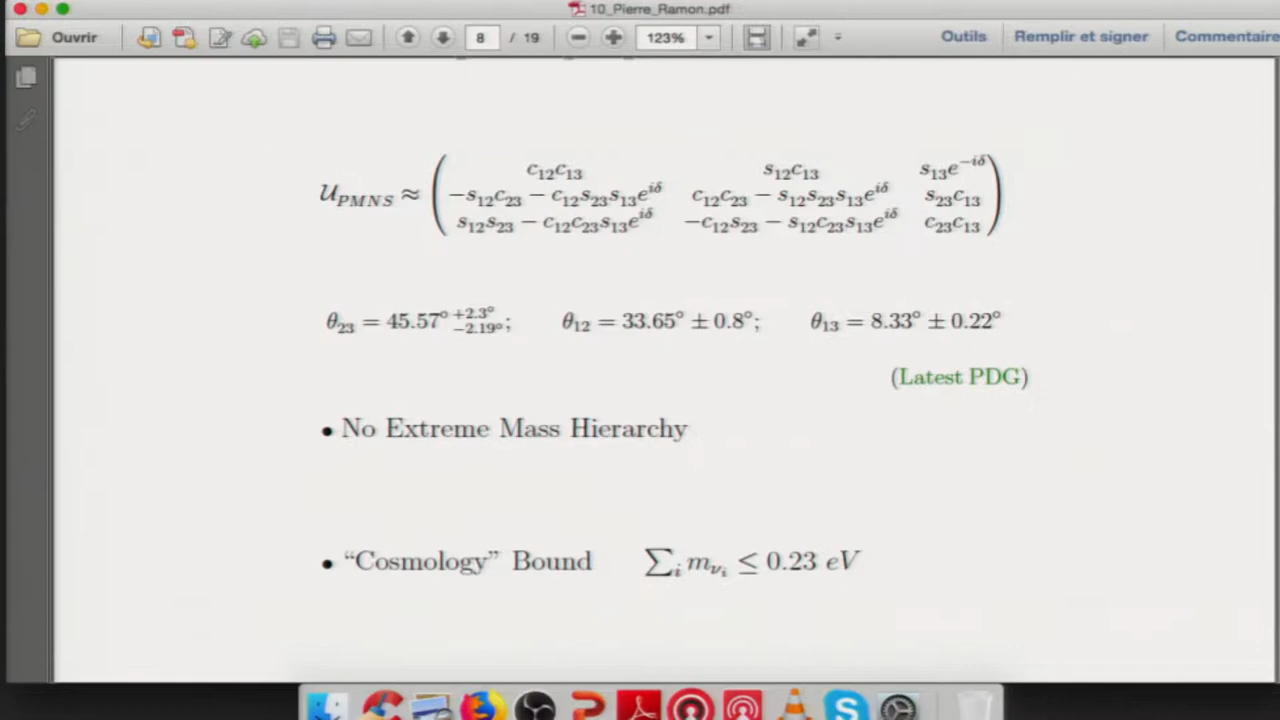 10_Pierre_Ramon.pdf
Ouvrir 8 / 19 123% Outils Remplir et signer Commentaire
𝒰_PMNS ≈ ( c₁₂c₁₃ s₁₂c₁₃ s₁₃e^{−iδ}
−s₁₂c₂₃ − c₁₂s₂₃s₁₃e^{iδ} c₁₂c₂₃ − s₁₂s₂₃s₁₃e^{iδ} s₂₃c₁₃
s₁₂s₂₃ − c₁₂c₂₃s₁₃e^{iδ} −c₁₂s₂₃ − s₁₂c₂₃s₁₃e^{iδ} c₂₃c₁₃ )
θ₂₃ = 45.57° +2.3° −2.19°; θ₁₂ = 33.65° ± 0.8°; θ₁₃ = 8.33° ± 0.22°
(Latest PDG)
• No Extreme Mass Hierarchy
• “Cosmology” Bound ∑ᵢ m_{νᵢ} ≤ 0.23 eV